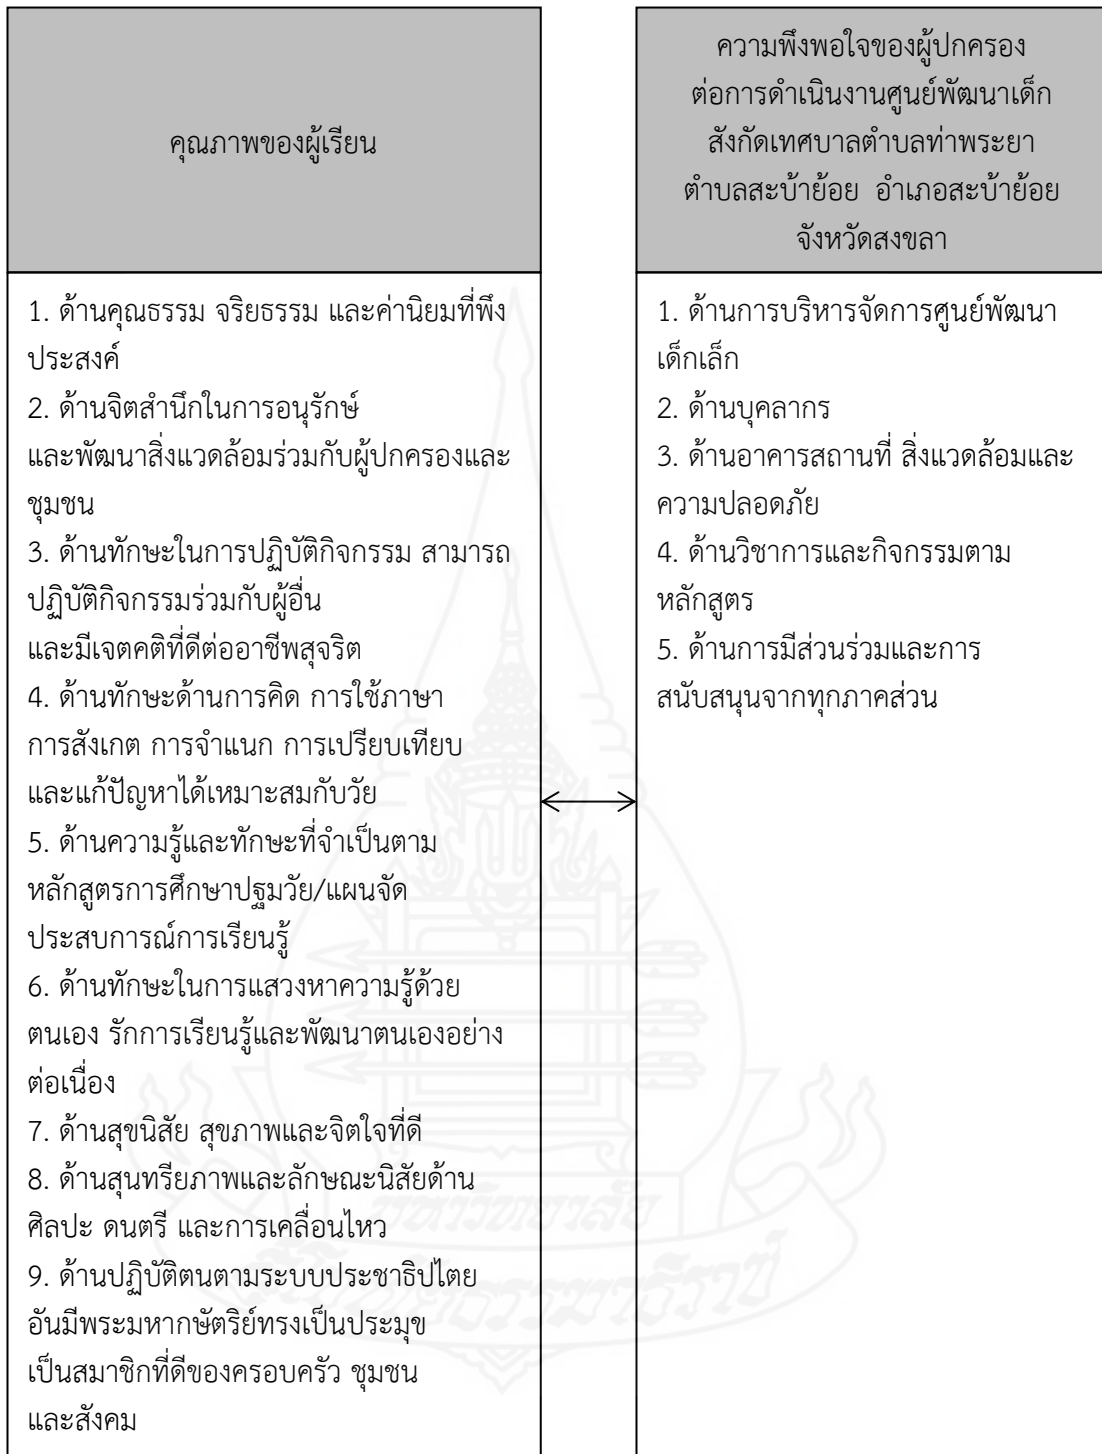 คุณภาพของผู้เรียน
ความพึงพอใจของผู้ปกครอง
ต่อการดำเนินงานศูนย์พัฒนาเด็ก
สังกัดเทศบาลตำบลท่าพระยา
ตำบลสะบ้าย้อย อำเภอสะบ้าย้อย
จังหวัดสงขลา
1. ด้านคุณธรรม จริยธรรม และค่านิยมที่พึง
ประสงค์
2. ด้านจิตสำนึกในการอนุรักษ์
และพัฒนาสิ่งแวดล้อมร่วมกับผู้ปกครองและ
ชุมชน
3. ด้านทักษะในการปฏิบัติกิจกรรม สามารถ
ปฏิบัติกิจกรรมร่วมกับผู้อื่น
และมีเจตคติที่ดีต่ออาชีพสุจริต
4. ด้านทักษะด้านการคิด การใช้ภาษา
การสังเกต การจำแนก การเปรียบเทียบ
และแก้ปัญหาได้เหมาะสมกับวัย
5. ด้านความรู้และทักษะที่จำเป็นตาม
หลักสูตรการศึกษาปฐมวัย/แผนจัด
ประสบการณ์การเรียนรู้
6. ด้านทักษะในการแสวงหาความรู้ด้วย
ตนเอง รักการเรียนรู้และพัฒนาตนเองอย่าง
ต่อเนื่อง
7. ด้านสุขนิสัย สุขภาพและจิตใจที่ดี
8. ด้านสุนทรียภาพและลักษณะนิสัยด้าน
ศิลปะ ดนตรี และการเคลื่อนไหว
9. ด้านปฏิบัติตนตามระบบประชาธิปไตย
อันมีพระมหากษัตริย์ทรงเป็นประมุข
เป็นสมาชิกที่ดีของครอบครัว ชุมชน
และสังคม
1. ด้านการบริหารจัดการศูนย์พัฒนา
เด็กเล็ก
2. ด้านบุคลากร
3. ด้านอาคารสถานที่ สิ่งแวดล้อมและ
ความปลอดภัย
4. ด้านวิชาการและกิจกรรมตาม
หลักสูตร
5. ด้านการมีส่วนร่วมและการ
สนับสนุนจากทุกภาคส่วน
มหาวิทยาลัย
สุโขทัยธรรมาธิราช